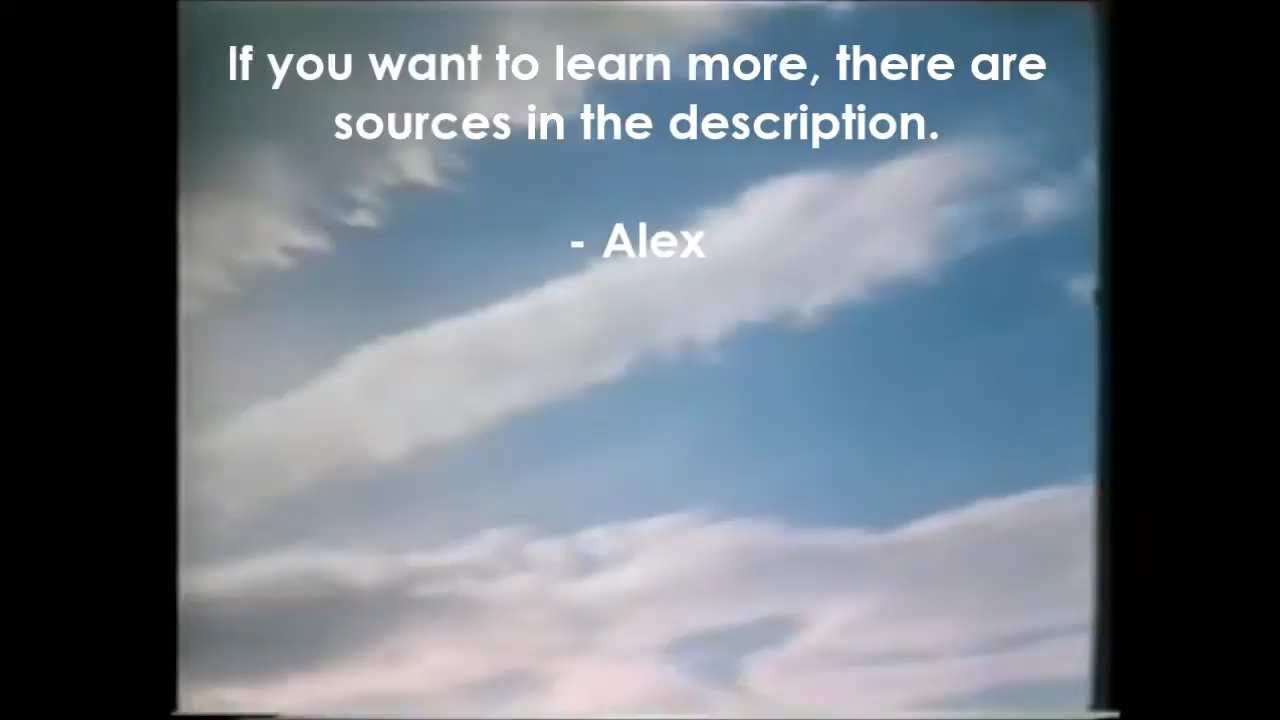 If you want to learn more, there are
sources in the description.
- Alex